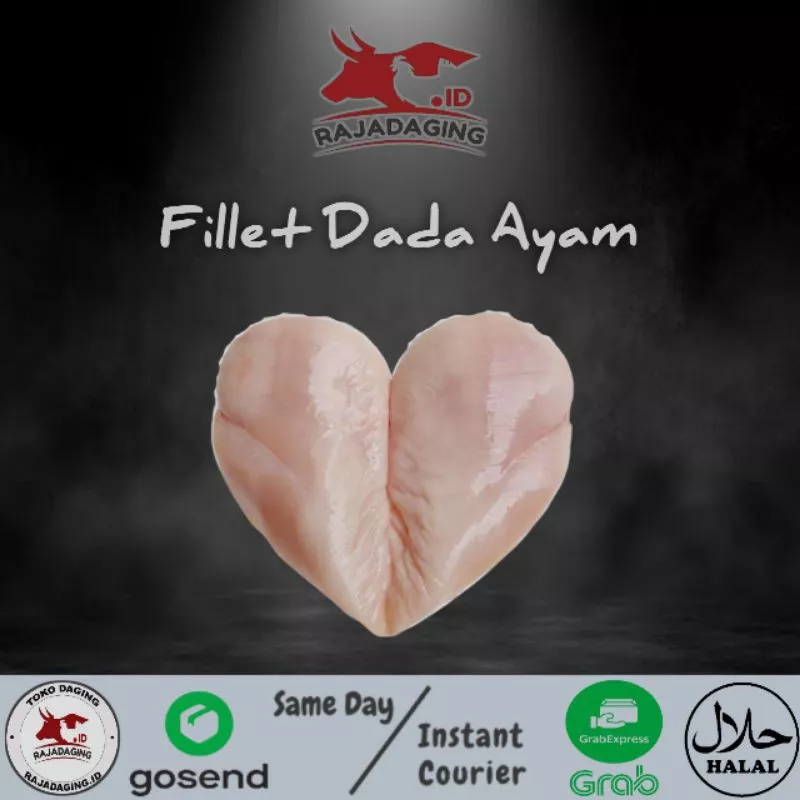 .ID
RAJADAGING
Fillet Dada Ayam
TOKO DAGING
.ID
RAJADAGING
RAJADAGING.ID
gosend
Same Day /
Instant
Courier
GrabExpress
Grab
حلال
HALAL